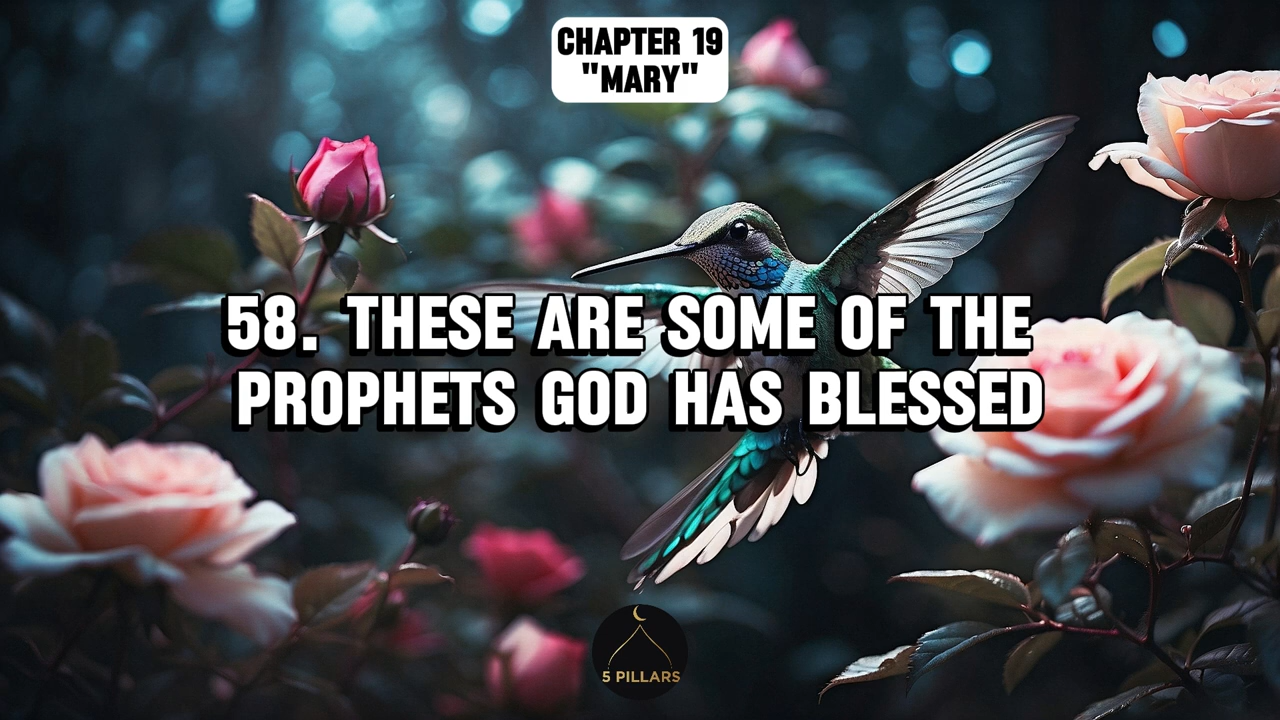 CHAPTER 19
"MARY"
58. THESE ARE SOME OF THE
PROPHETS GOD HAS BLESSED
5 PILLARS